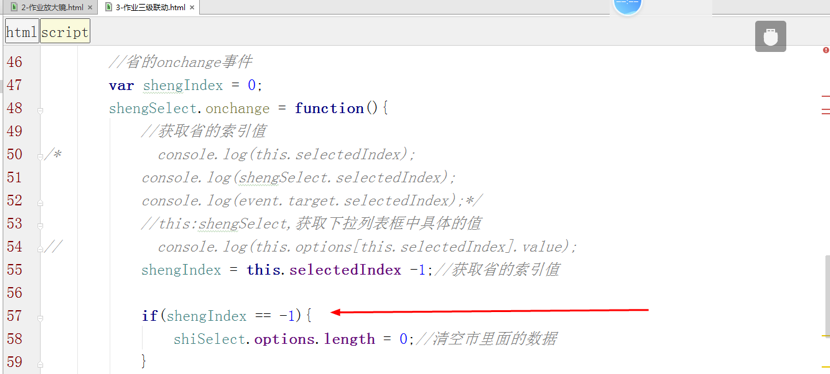 2-作业放大镜.html × 3-作业三级联动.html ×
html script
46 //省的onchange事件
47 var shengIndex = 0;
48 shengSelect.onchange = function(){
49 //获取省的索引值
50 /* console.log(this.selectedIndex);
51 console.log(shengSelect.selectedIndex);
52 console.log(event.target.selectedIndex);*/
53 //this:shengSelect,获取下拉列表框中具体的值
54 // console.log(this.options[this.selectedIndex].value);
55 shengIndex = this.selectedIndex -1;//获取省的索引值
56
57 if(shengIndex == -1){
58 shiSelect.options.length = 0;//清空市里面的数据
59 }